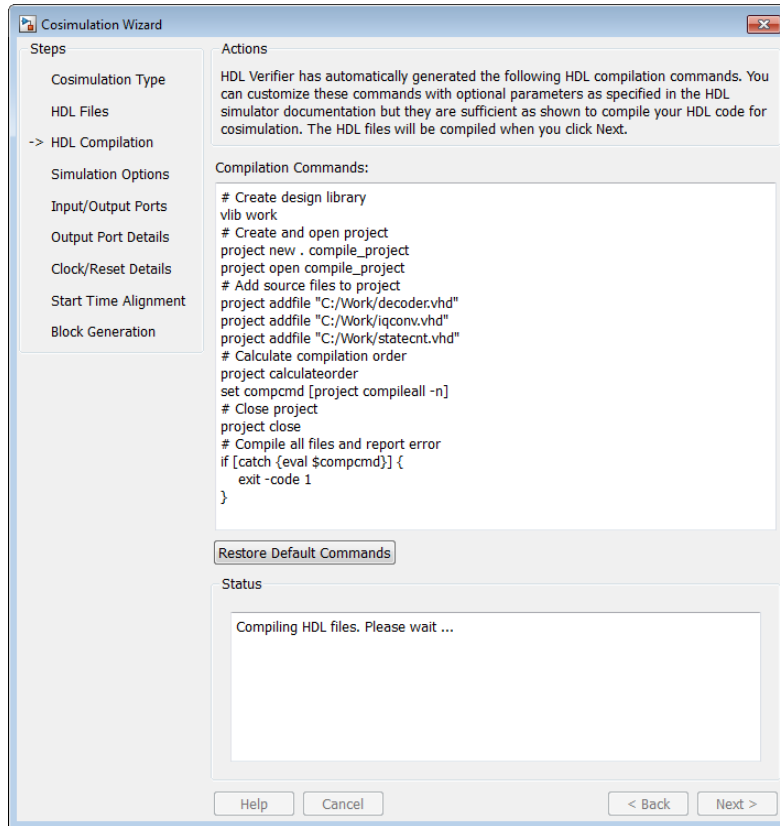 Cosimulation Wizard
Steps
Cosimulation Type
HDL Files
-> HDL Compilation
Simulation Options
Input/Output Ports
Output Port Details
Clock/Reset Details
Start Time Alignment
Block Generation
Actions
HDL Verifier has automatically generated the following HDL compilation commands. You
can customize these commands with optional parameters as specified in the HDL
simulator documentation but they are sufficient as shown to compile your HDL code for
cosimulation. The HDL files will be compiled when you click Next.
Compilation Commands:
# Create design library
vlib work
# Create and open project
project new . compile_project
project open compile_project
# Add source files to project
project addfile "C:/Work/decoder.vhd"
project addfile "C:/Work/iqconv.vhd"
project addfile "C:/Work/statecnt.vhd"
# Calculate compilation order
project calculateorder
set compcmd [project compileall -n]
# Close project
project close
# Compile all files and report error
if [catch {eval $compcmd}] {
exit -code 1
}
Restore Default Commands
Status
Compiling HDL files. Please wait ...
Help
Cancel
< Back
Next >